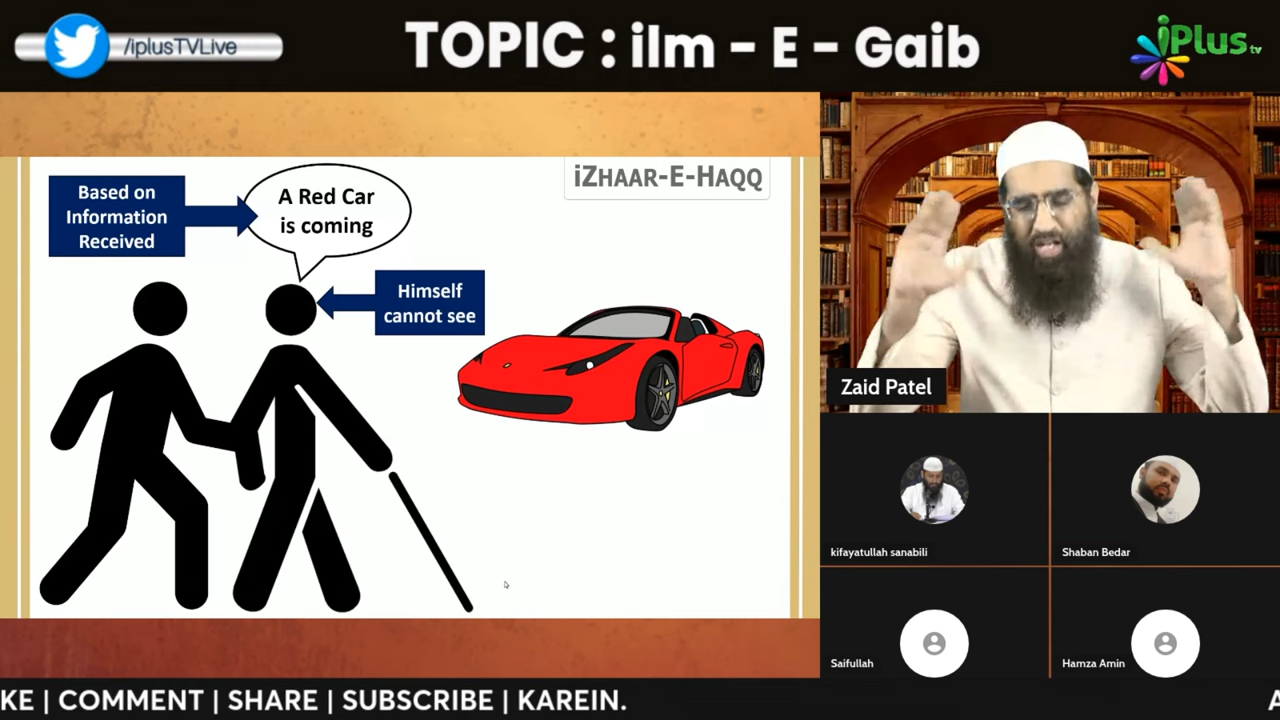 /iplusTVLive
TOPIC : ilm - E - Gaib
iPlus tv
iZHAAR-E-HAQQ
Based on
Information
Received
A Red Car
is coming
Himself
cannot see
Zaid Patel
kifayatullah sanabili
Shaban Bedar
Saifullah
Hamza Amin
KE | COMMENT | SHARE | SUBSCRIBE | KAREIN.
A